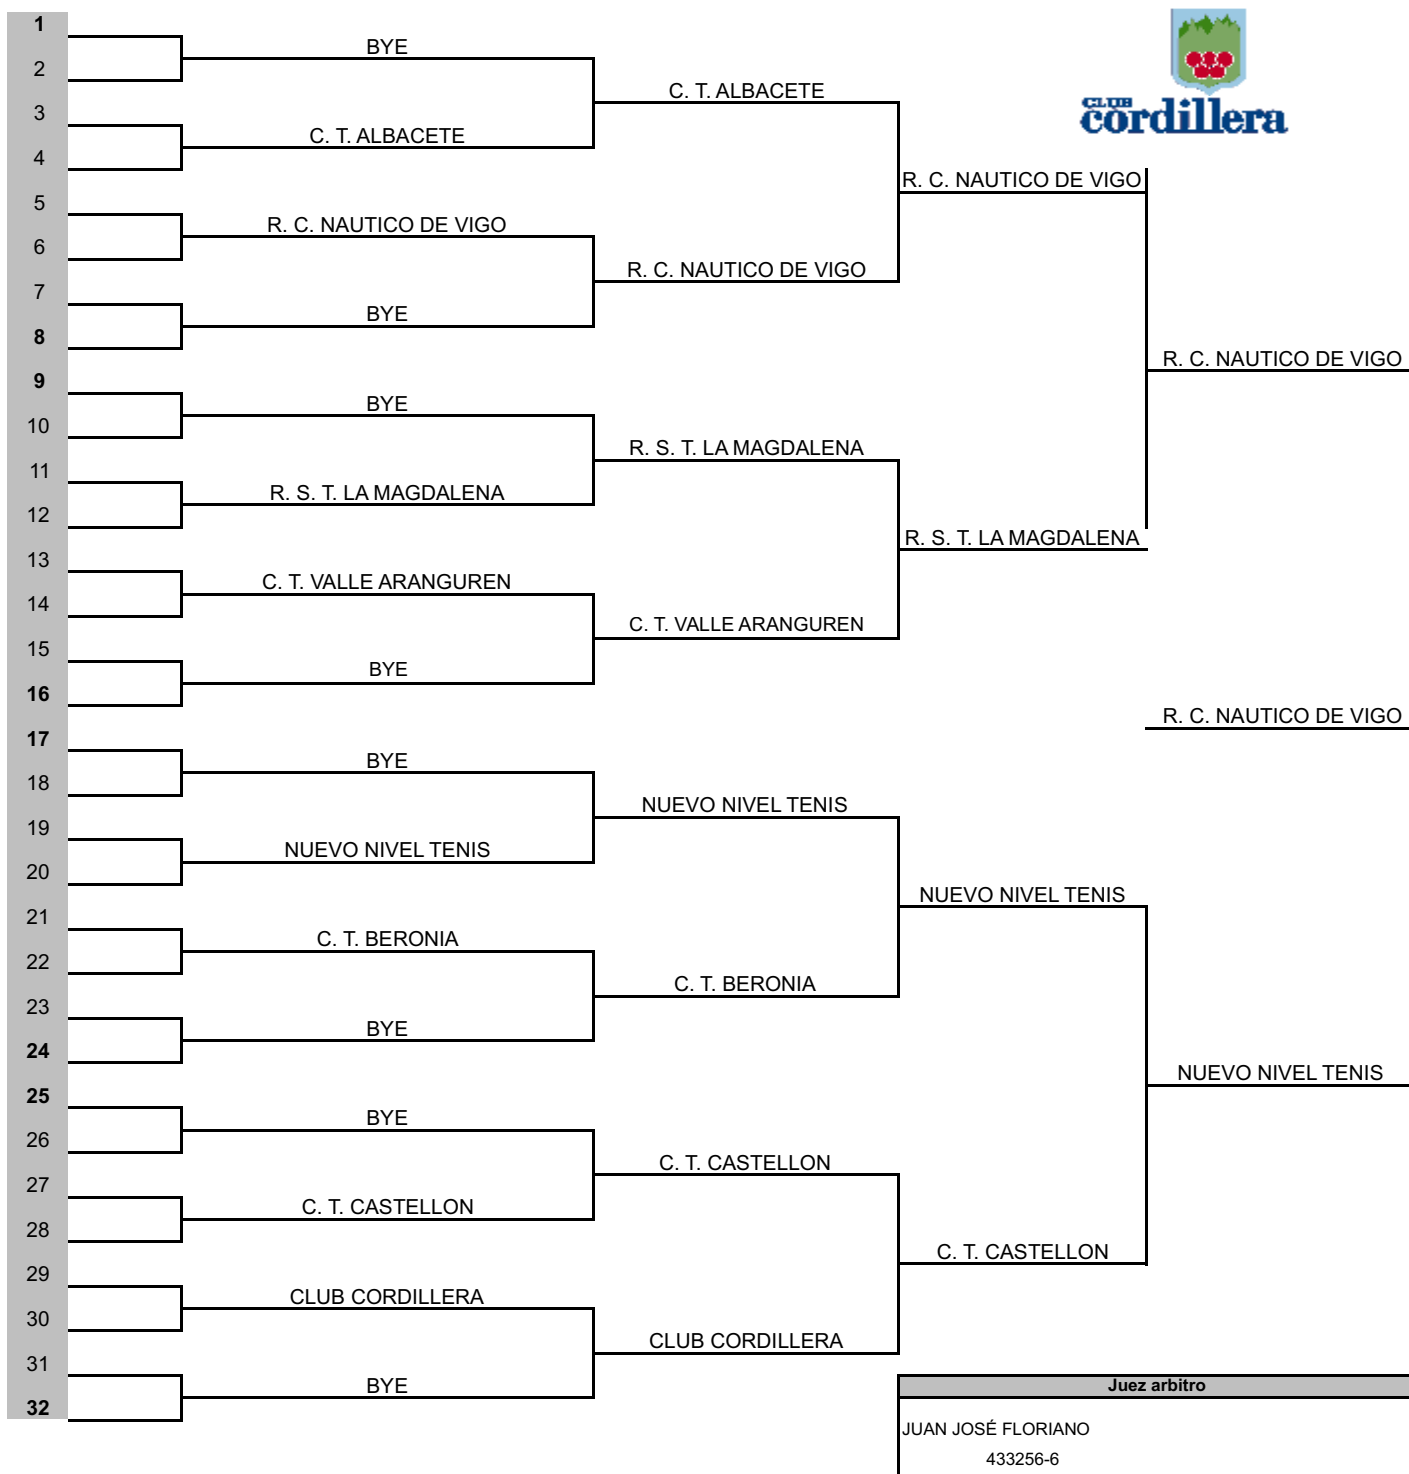 1
BYE
2
C. T. ALBACETE
3
C. T. ALBACETE
4
CLUB
cordillera
R. C. NAUTICO DE VIGO
5
R. C. NAUTICO DE VIGO
6
R. C. NAUTICO DE VIGO
7
BYE
8
R. C. NAUTICO DE VIGO
9
BYE
10
R. S. T. LA MAGDALENA
11
R. S. T. LA MAGDALENA
12
R. S. T. LA MAGDALENA
13
C. T. VALLE ARANGUREN
14
C. T. VALLE ARANGUREN
15
BYE
16
R. C. NAUTICO DE VIGO
17
BYE
18
NUEVO NIVEL TENIS
19
NUEVO NIVEL TENIS
20
NUEVO NIVEL TENIS
21
C. T. BERONIA
22
C. T. BERONIA
23
BYE
24
NUEVO NIVEL TENIS
25
BYE
26
C. T. CASTELLON
27
C. T. CASTELLON
28
C. T. CASTELLON
29
CLUB CORDILLERA
30
CLUB CORDILLERA
31
BYE
32
Juez arbitro
JUAN JOSÉ FLORIANO
433256-6